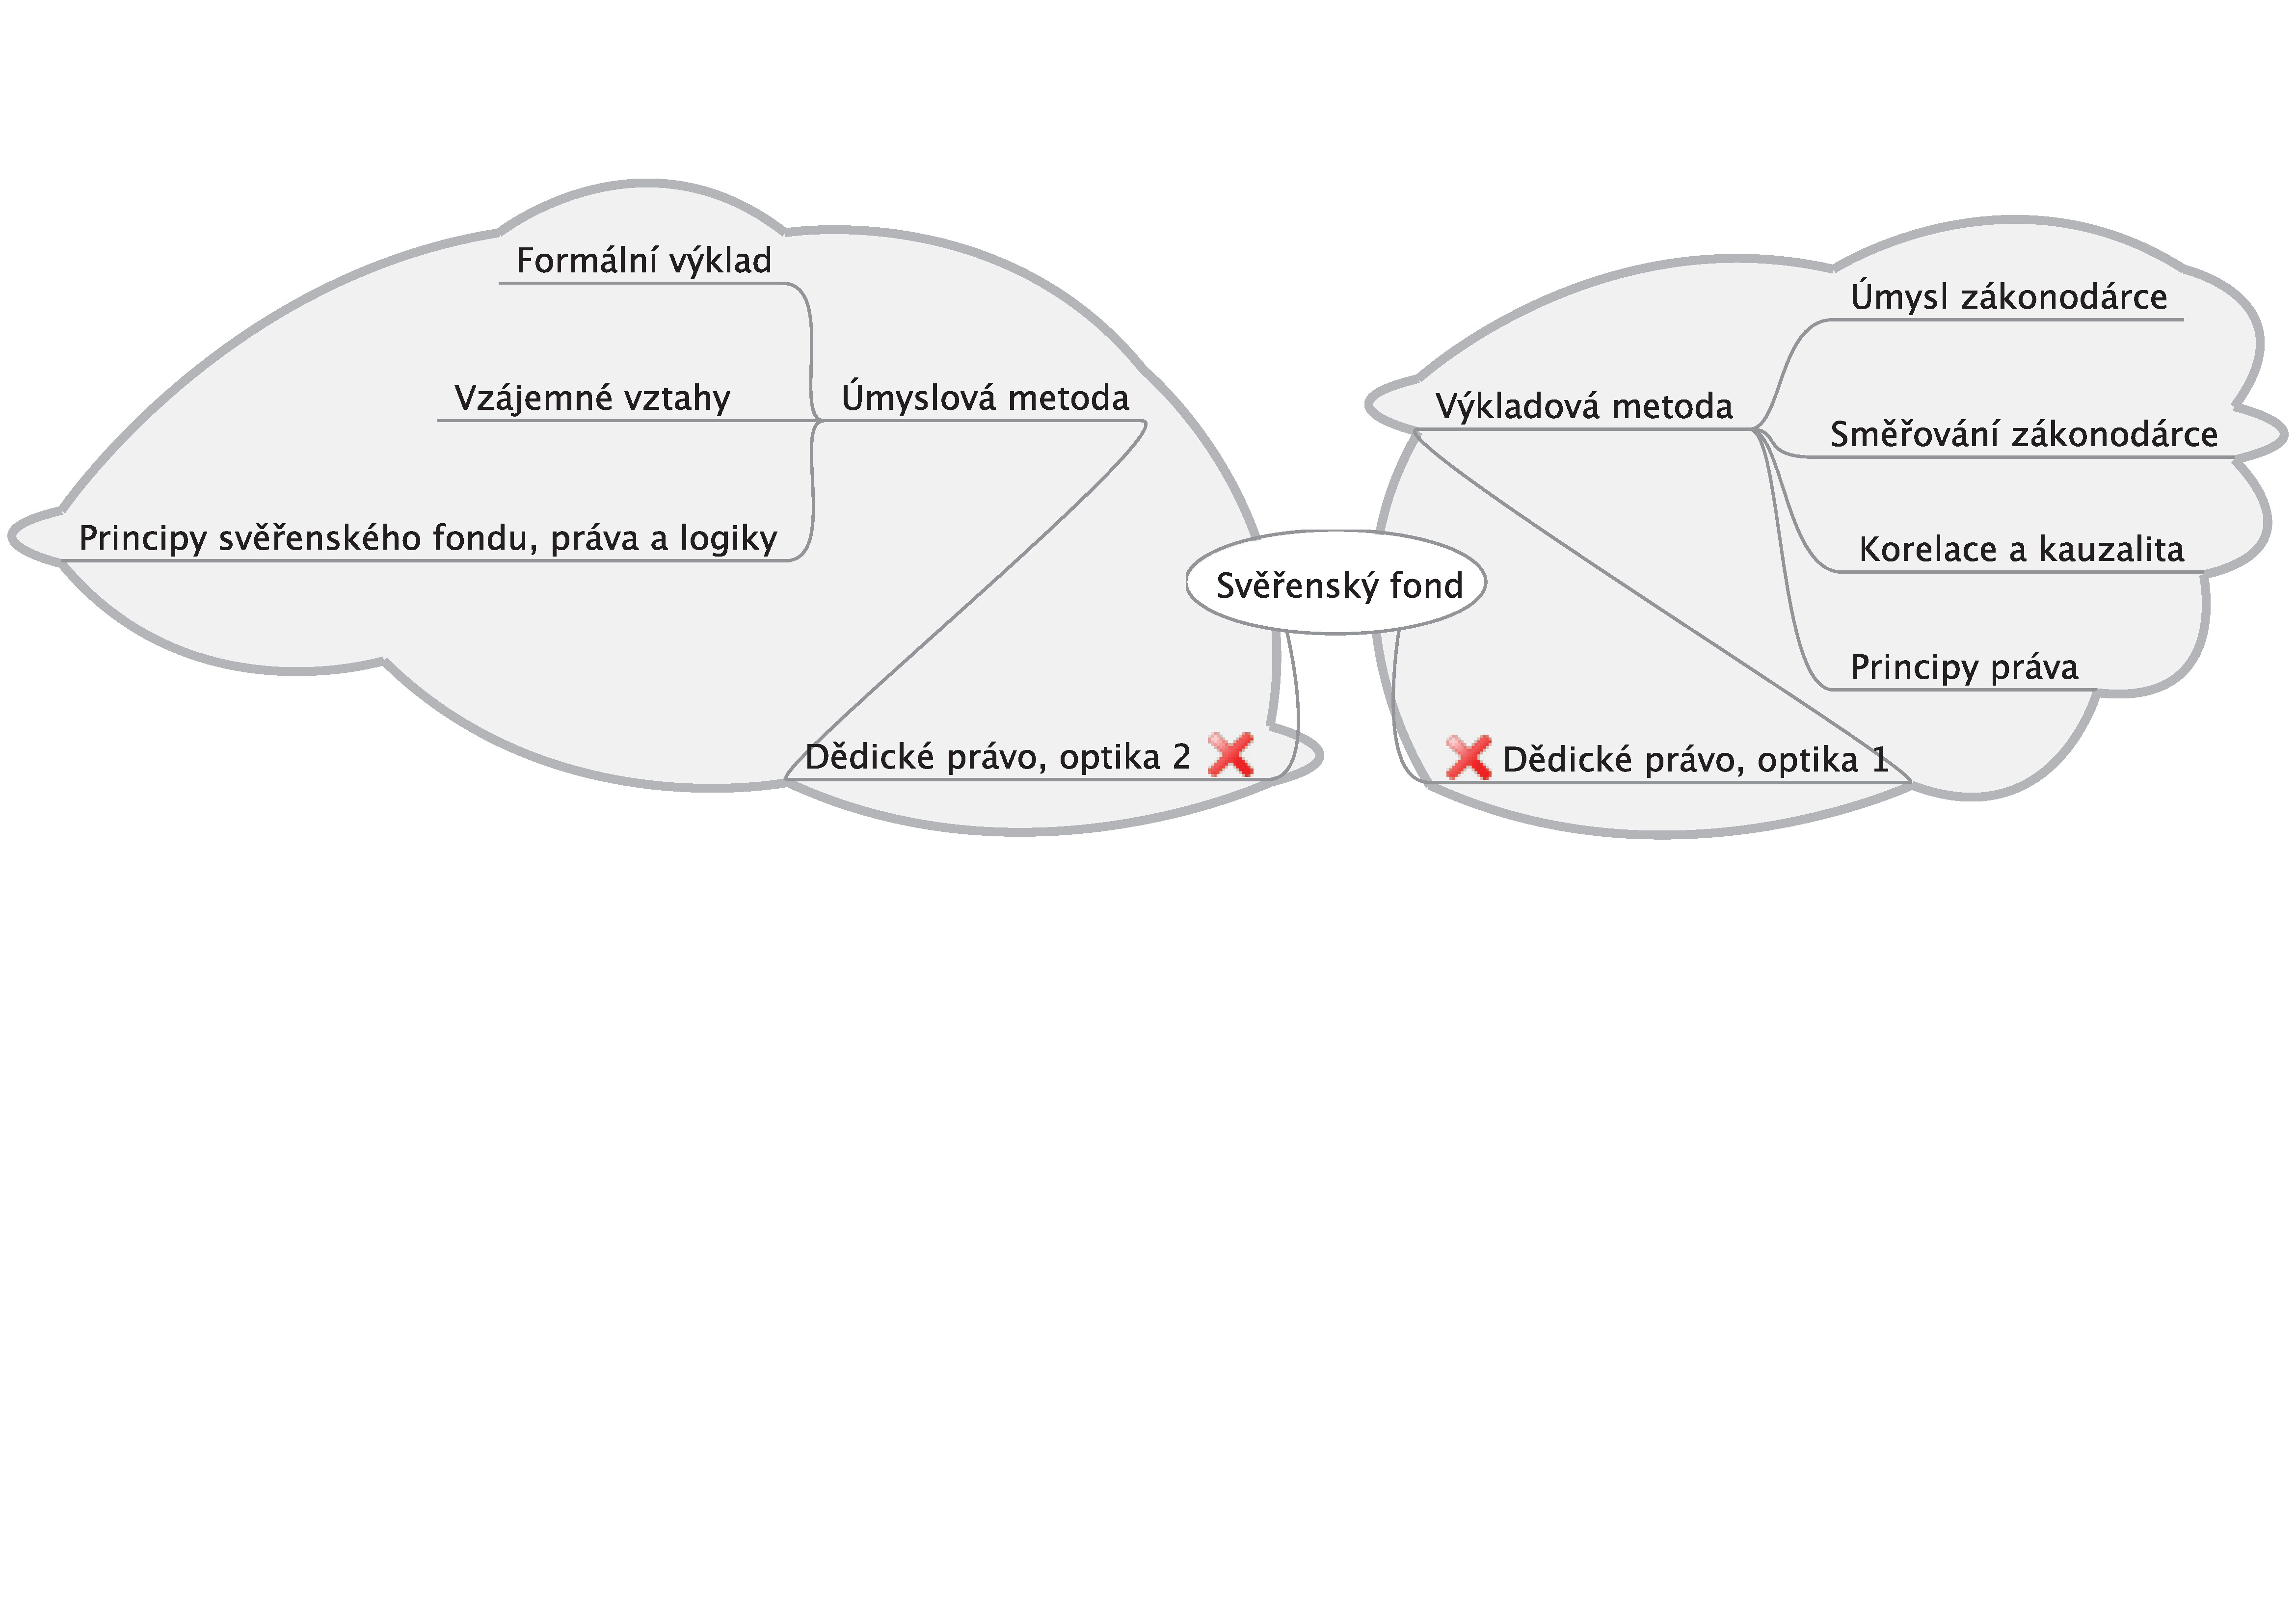 Formální výklad
Vzájemné vztahy
Úmyslová metoda
Principy svěřenského fondu, práva a logiky
Dědické právo, optika 2
Svěřenský fond
Úmysl zákonodárce
Výkladová metoda
Směřování zákonodárce
Korelace a kauzalita
Principy práva
Dědické právo, optika 1